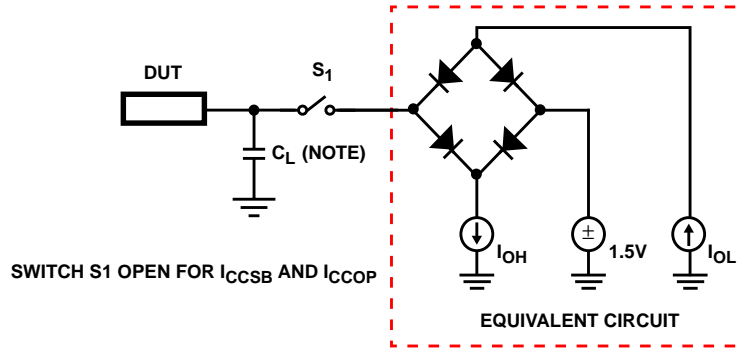 DUT
S1
CL (NOTE)
±
IOH
1.5V
IOL
SWITCH S1 OPEN FOR ICCSB AND ICCOP
EQUIVALENT CIRCUIT